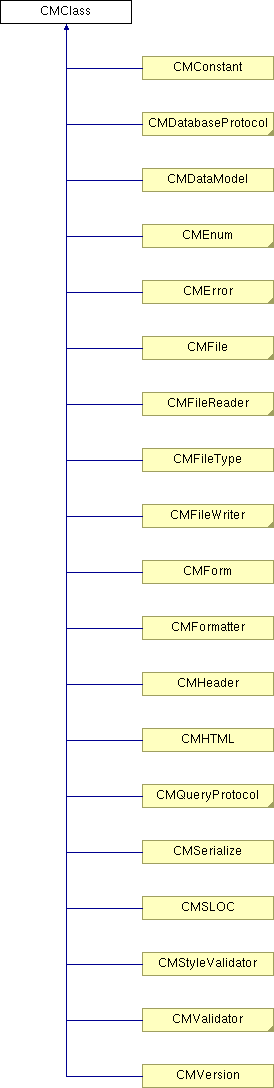 CMClass
CMConstant
CMDatabaseProtocol
CMDataModel
CMEnum
CMError
CMFile
CMFileReader
CMFileType
CMFileWriter
CMForm
CMFormatter
CMHeader
CMHTML
CMQueryProtocol
CMSerialize
CMSLOC
CMStyleValidator
CMValidator
CMVersion